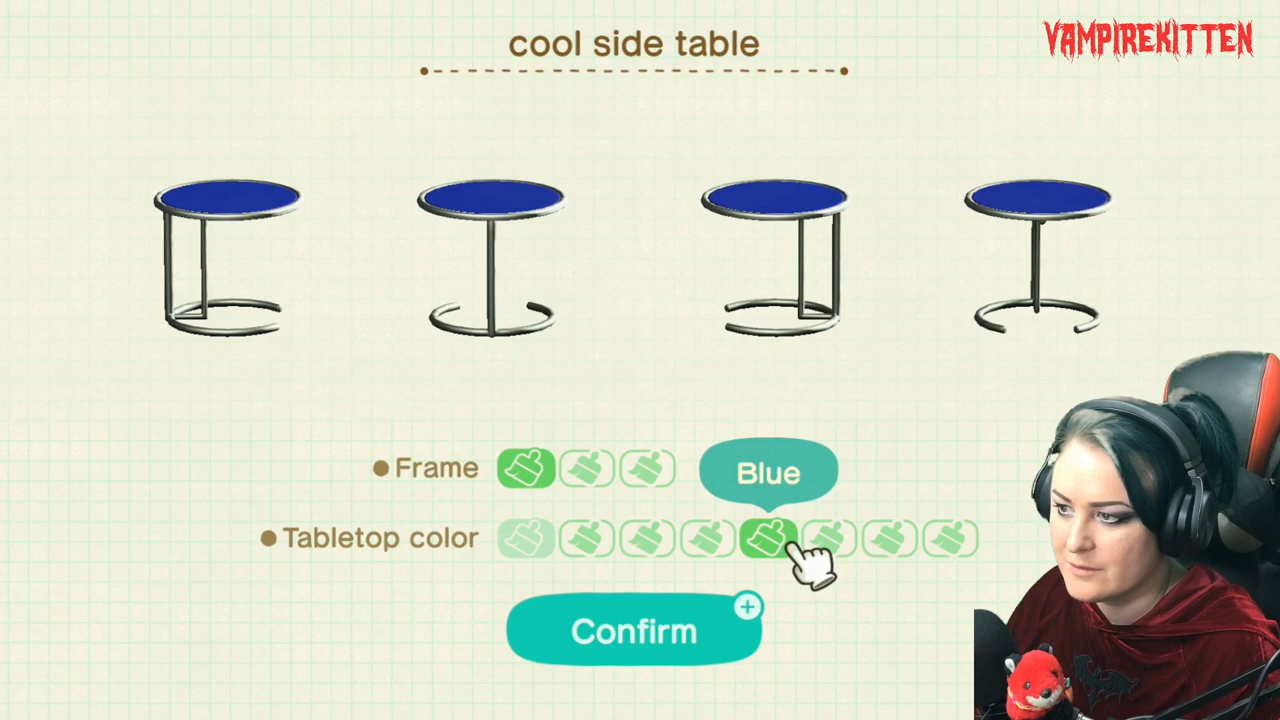 cool side table
VAMPIREKITTEN
Frame
Blue
Tabletop color
Confirm